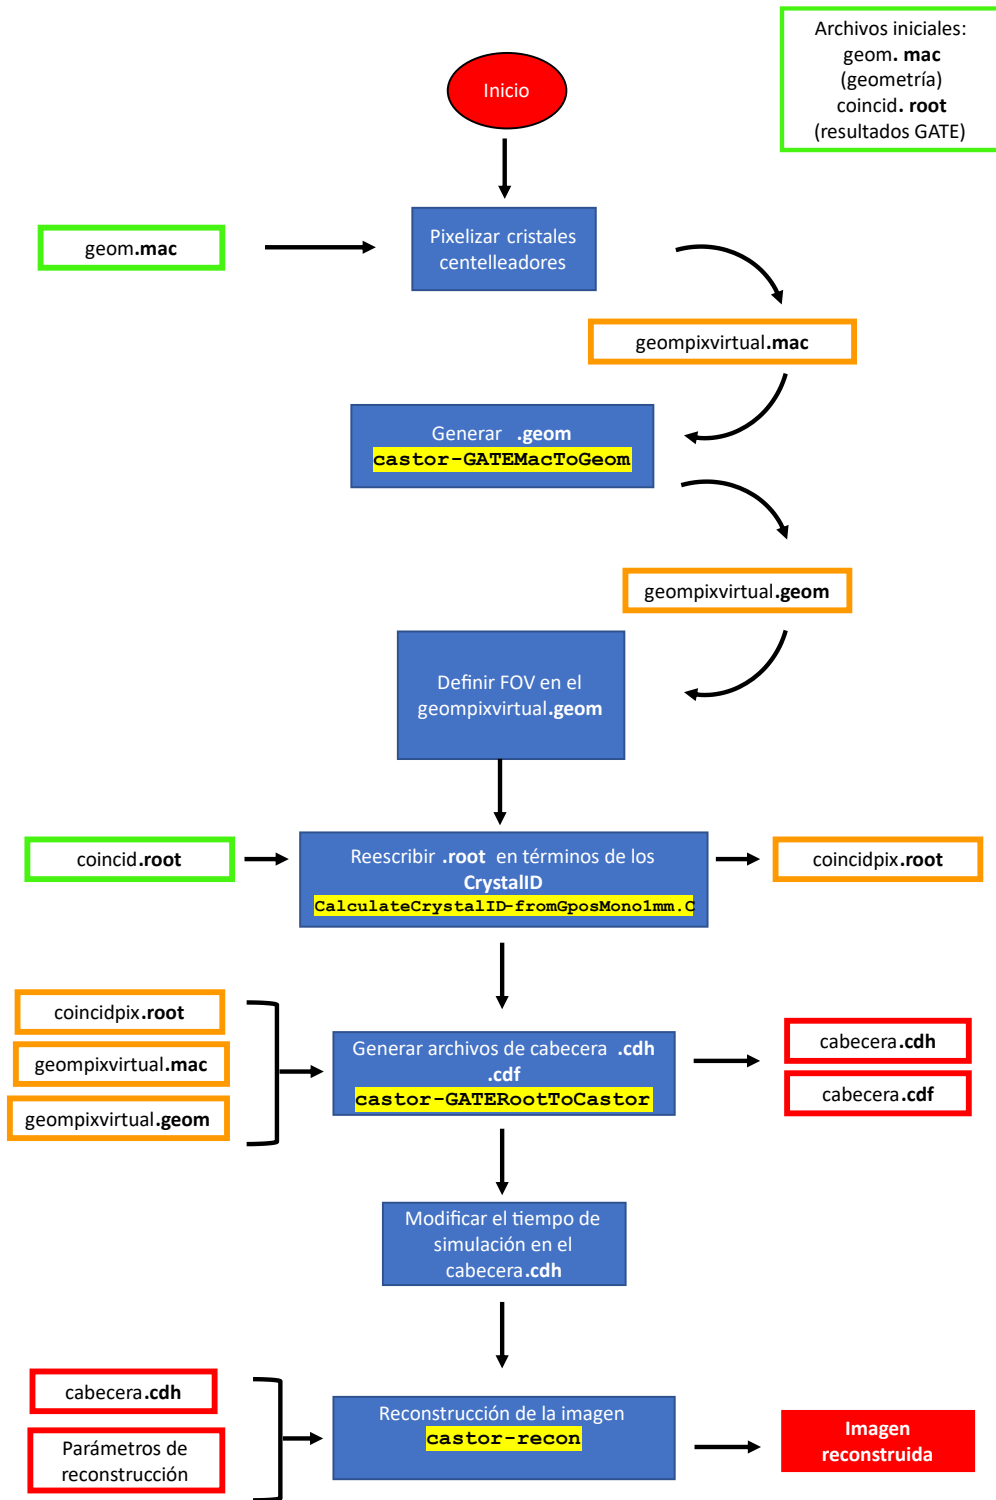 Archivos iniciales:
geom. mac
(geometría)
coincid. root
(resultados GATE)
Inicio
geom.mac
Pixelizar cristales
centelleadores
geompixvirtual.mac
Generar .geom
castor-GATEMacToGeom
geompixvirtual.geom
Definir FOV en el
geompixvirtual.geom
coincid.root
Reescribir .root en términos de los
CrystalID
CalculateCrystalID-fromGposMono1mm.C
coincidpix.root
coincidpix.root
geompixvirtual.mac
geompixvirtual.geom
Generar archivos de cabecera .cdh
.cdf
castor-GATERootToCastor
cabecera.cdh
cabecera.cdf
Modificar el tiempo de
simulación en el
cabecera.cdh
cabecera.cdh
Parámetros de
reconstrucción
Reconstrucción de la imagen
castor-recon
Imagen
reconstruida